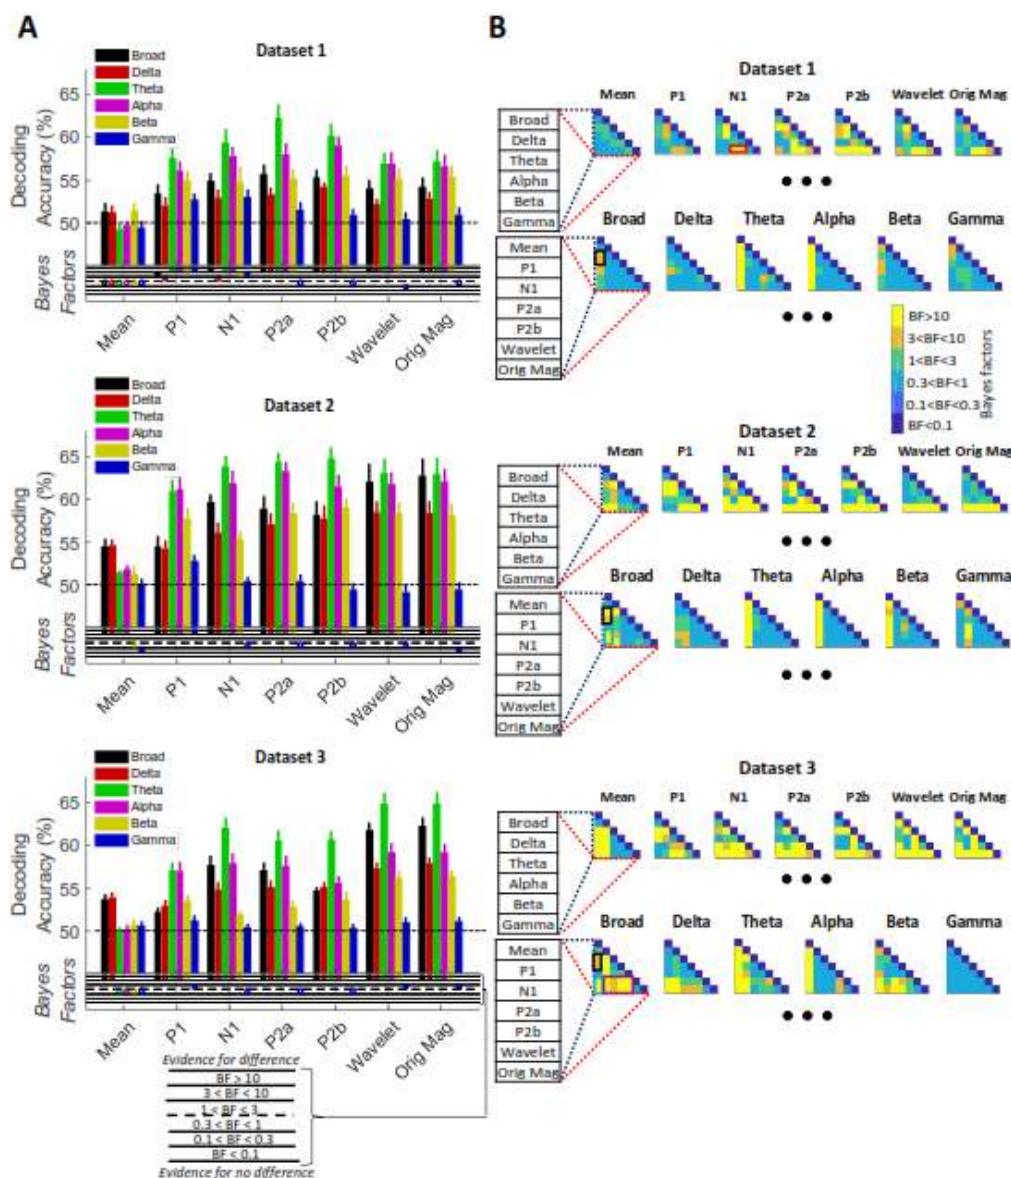 A
Dataset 1
Broad
Delta
Theta
Alpha
Beta
Gamma
Decoding
Accuracy (%)
65
60
55
50
Bayes
Factors
Mean
P1
N1
P2a
P2b
Wavelet
Orig Mag
Dataset 2
Broad
Delta
Theta
Alpha
Beta
Gamma
Decoding
Accuracy (%)
65
60
55
50
Bayes
Factors
Mean
P1
N1
P2a
P2b
Wavelet
Orig Mag
Dataset 3
Broad
Delta
Theta
Alpha
Beta
Gamma
Decoding
Accuracy (%)
65
60
55
50
Bayes
Factors
Mean
P1
N1
P2a
P2b
Wavelet
Orig Mag
Evidence for difference
BF > 10
3 < BF < 10
1 < BF < 3
0.3 < BF < 1
0.1 < BF < 0.3
BF < 0.1
Evidence for no difference
B
Dataset 1
Mean P1 N1 P2a P2b Wavelet Orig Mag
Broad
Delta
Theta
Alpha
Beta
Gamma
Broad Delta Theta Alpha Beta Gamma
Mean
P1
N1
P2a
P2b
Wavelet
Orig Mag
BF>10
3<BF<10
1<BF<3
0.3<BF<1
0.1<BF<0.3
BF<0.1
Bayes factors
Dataset 2
Mean P1 N1 P2a P2b Wavelet Orig Mag
Broad
Delta
Theta
Alpha
Beta
Gamma
Broad Delta Theta Alpha Beta Gamma
Mean
P1
N1
P2a
P2b
Wavelet
Orig Mag
Dataset 3
Mean P1 N1 P2a P2b Wavelet Orig Mag
Broad
Delta
Theta
Alpha
Beta
Gamma
Broad Delta Theta Alpha Beta Gamma
Mean
P1
N1
P2a
P2b
Wavelet
Orig Mag